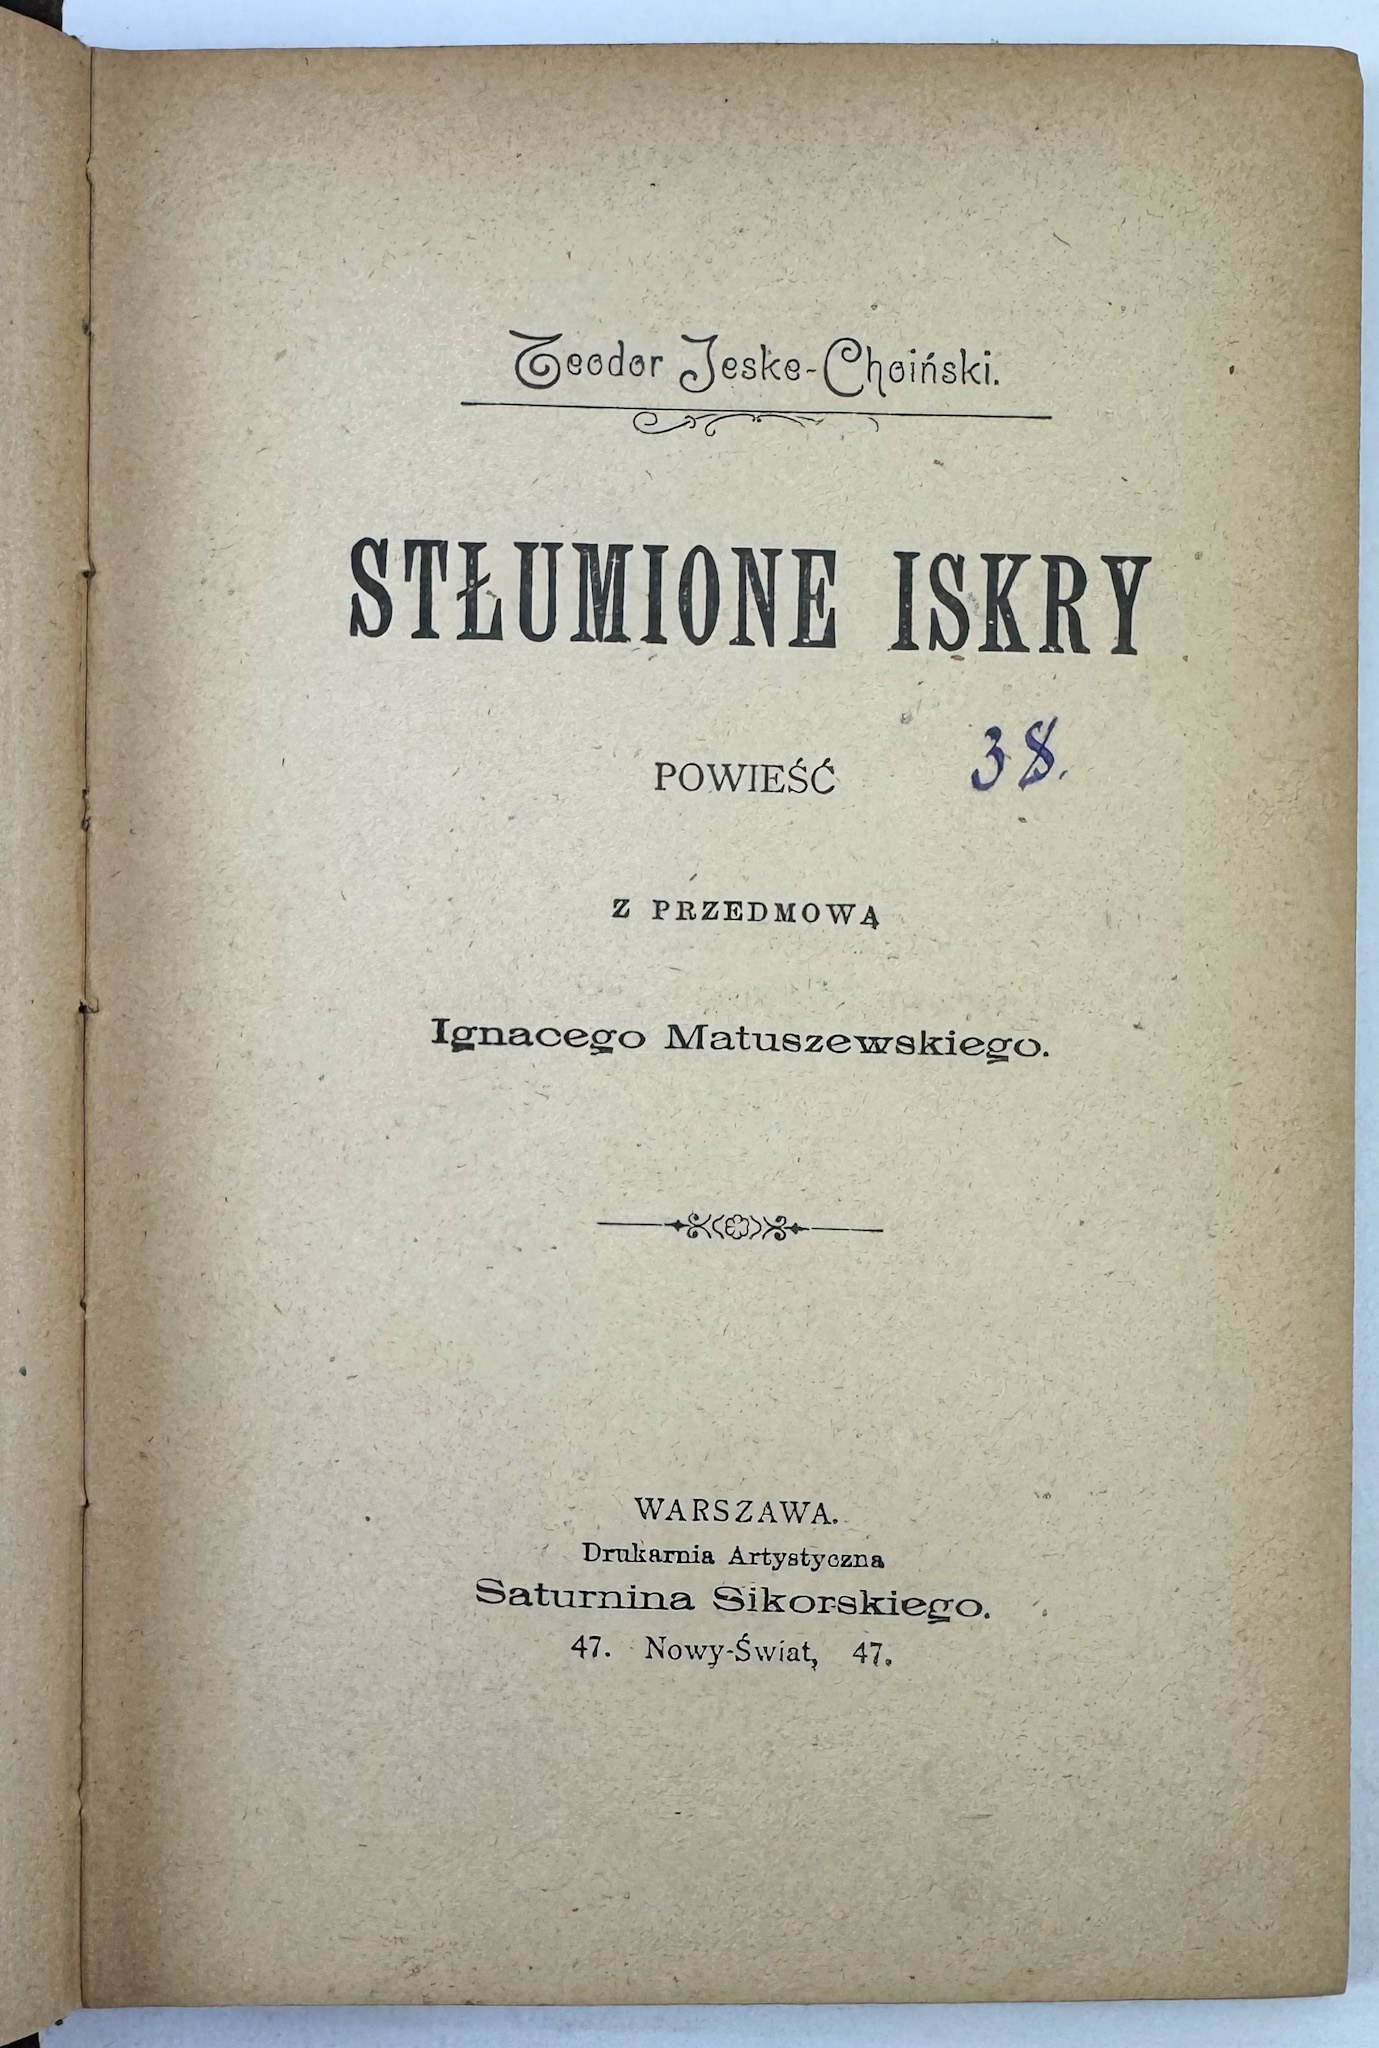 Teodor Jeske-Choiński.
STŁUMIONE ISKRY
POWIEŚĆ
38.
Z PRZEDMOWĄ
Ignacego Matuszewskiego.
WARSZAWA.
Drukarnia Artystyczna
Saturnina Sikorskiego.
47. Nowy-Świat, 47.